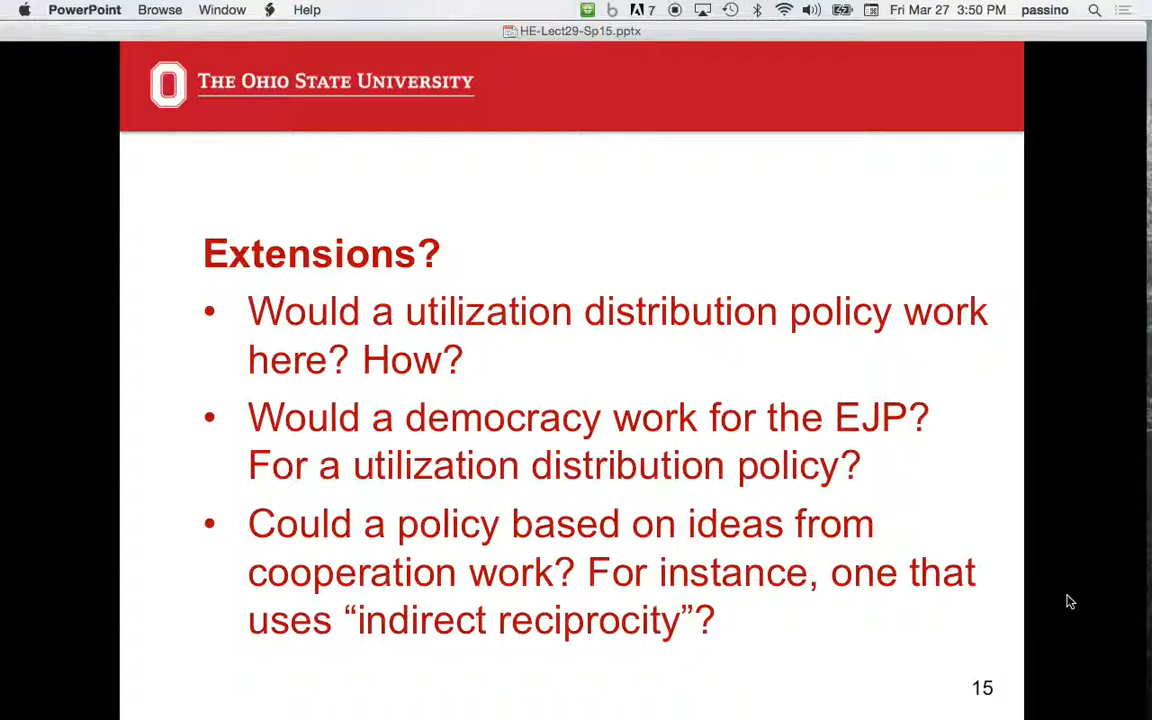 PowerPoint Browse Window Help 7 Fri Mar 27 3:50 PM passino
HE-Lect29-Sp15.pptx
THE OHIO STATE UNIVERSITY
Extensions?
• Would a utilization distribution policy work
here? How?
• Would a democracy work for the EJP?
For a utilization distribution policy?
• Could a policy based on ideas from
cooperation work? For instance, one that
uses “indirect reciprocity”?
15